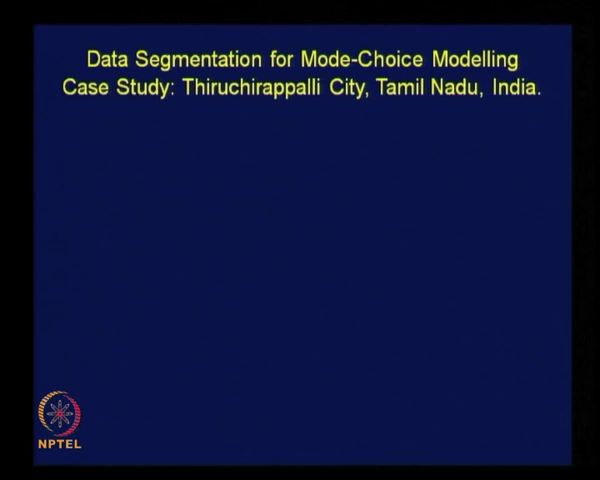 Data Segmentation for Mode-Choice Modelling
Case Study: Thiruchirappalli City, Tamil Nadu, India.
NPTEL